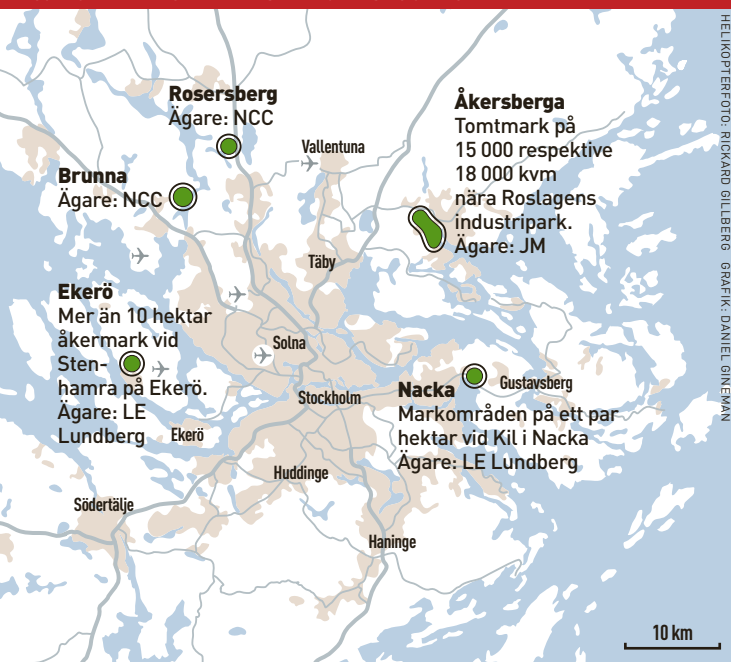 Rosersberg
Ägare: NCC
Åkersberga
Tomtmark på
15 000 respektive
18 000 kvm
nära Roslagens
industripark.
Ägare: JM
Vallentuna
Brunna
Ägare: NCC
Täby
Ekerö
Mer än 10 hektar
åkermark vid
Sten-
hamra på Ekerö.
Ägare: LE
Lundberg
Ekerö
Solna
Stockholm
Nacka
Markområden på ett par
hektar vid Kil i Nacka
Ägare: LE Lundberg
Gustavsberg
Huddinge
Södertälje
Haninge
10 km
HELIKOPTERFOTO: RICKARD GILLBERG GRAFIK: DANIEL GINEMAN